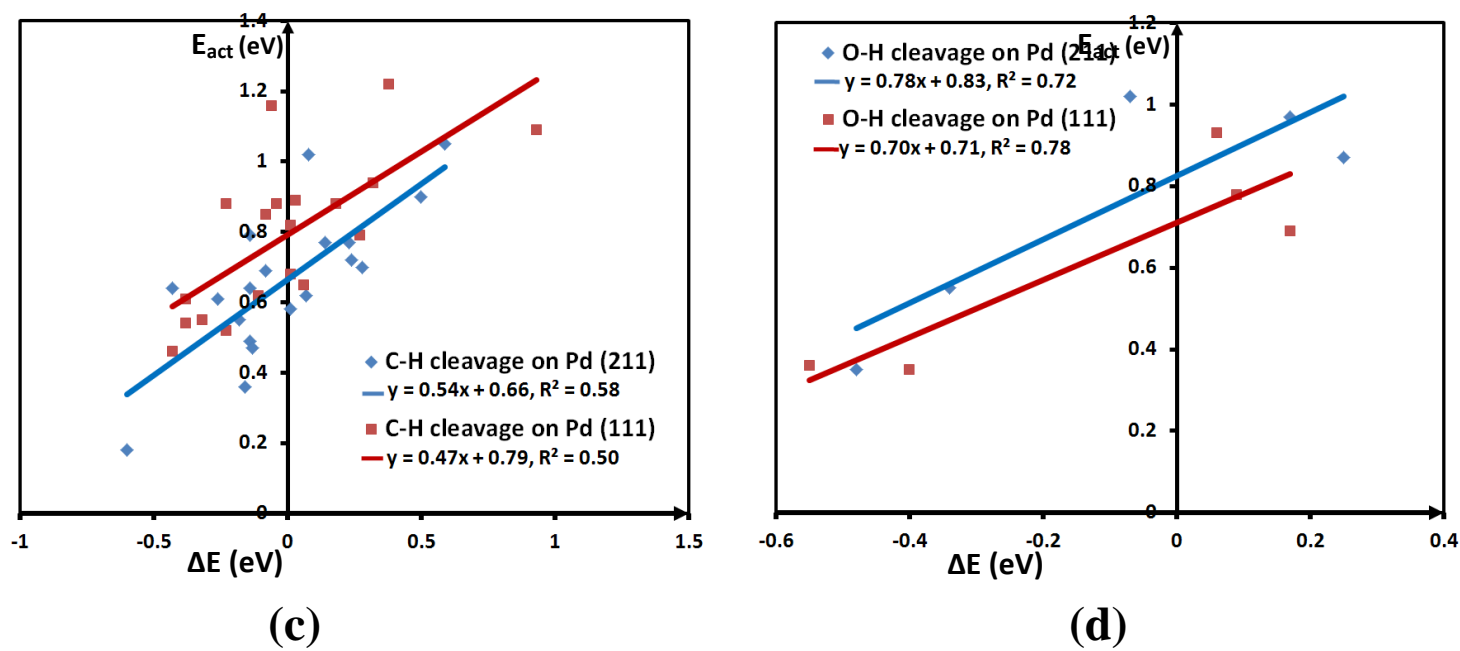 1.4
E_act (eV)
1.2
1
0.8
0.6
0.4
0.2
0
C-H cleavage on Pd (211)
y = 0.54x + 0.66, R² = 0.58
C-H cleavage on Pd (111)
y = 0.47x + 0.79, R² = 0.50
-1 -0.5 0 0.5 1 1.5
ΔE (eV)
(c)
1.2
E_act (eV)
1
0.8
0.6
0.4
0.2
0
O-H cleavage on Pd (211)
y = 0.78x + 0.83, R² = 0.72
O-H cleavage on Pd (111)
y = 0.70x + 0.71, R² = 0.78
-0.6 -0.4 -0.2 0 0.2 0.4
ΔE (eV)
(d)